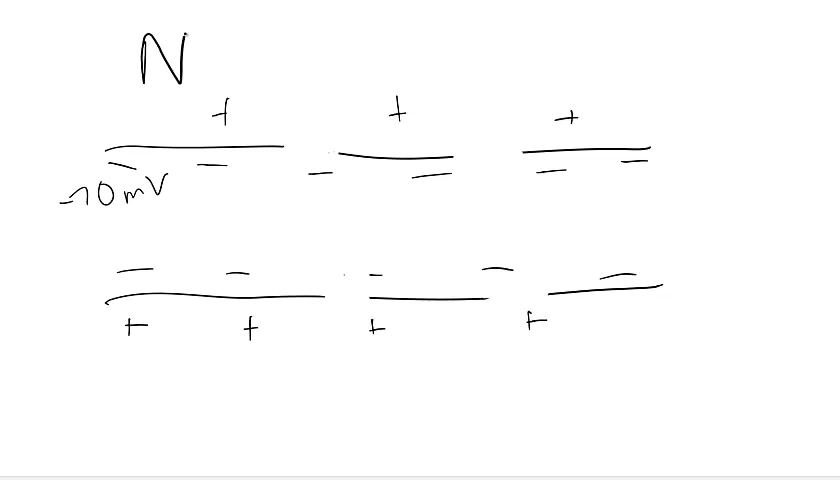 N
+ + +
− − − − − −
-70mV
− − − − −
+ + + +